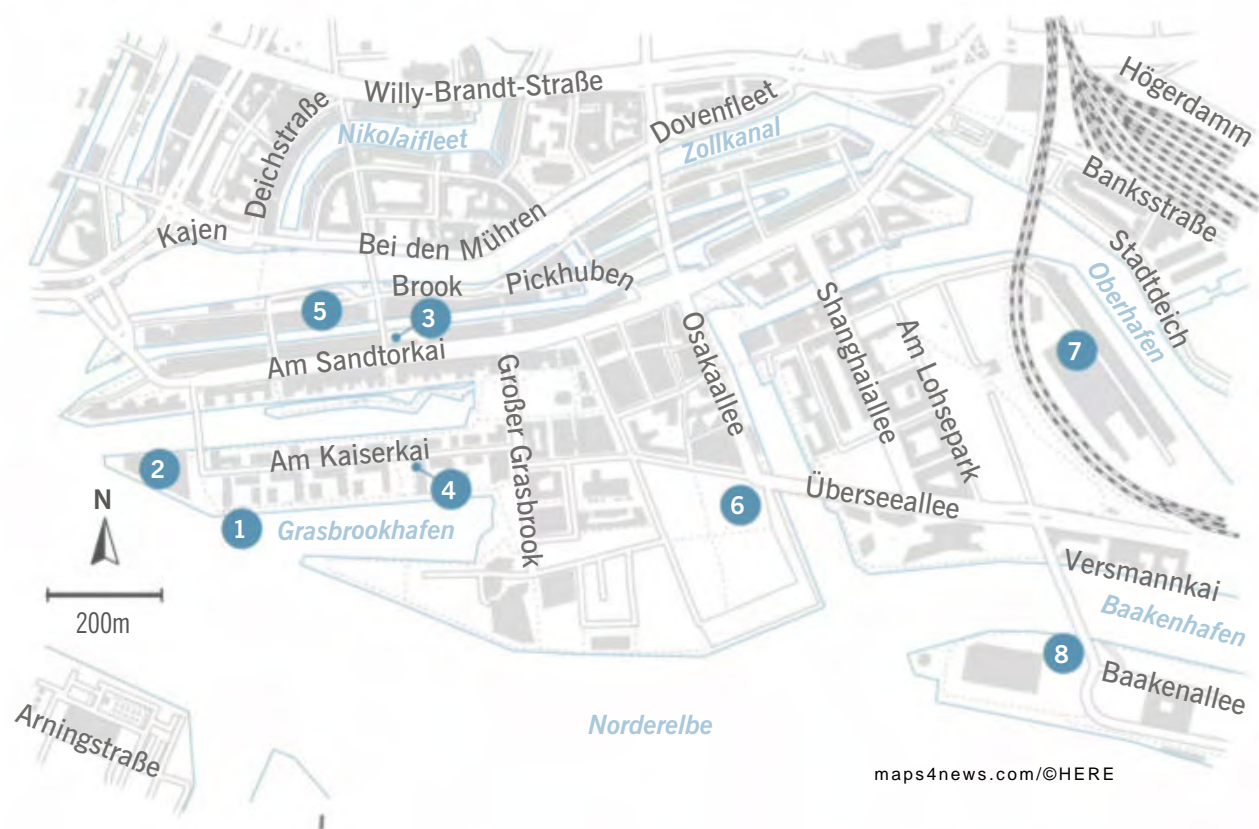 Willy-Brandt-Straße
Högerdamm
Dovenfleet
Deichstraße
Nikolaifleet
Zollkanal
Banksstraße
Kajen
Bei den Mühren
Stadtdeich
Oberhafen
Brook
Pickhuben
5
3
Am Sandtorkai
Großer Grasbrook
Osakaallee
Shanghaiallee
Am Lohsepark
7
2
Am Kaiserkai
4
N
1
Grasbrookhafen
6
Überseeallee
200m
Versmannkai
Baakenhafen
8
Baakenallee
Arningstraße
Norderelbe
maps4news.com/©HERE